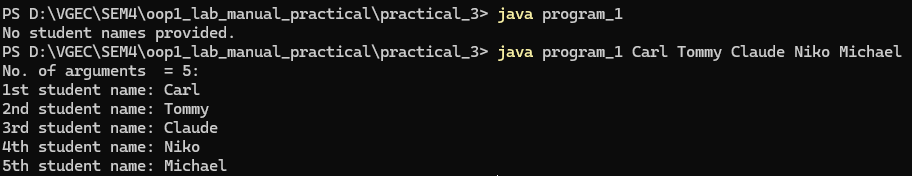 PS D:\VGEC\SEM4\oop1_lab_manual_practical\practical_3> java program_1
No student names provided.
PS D:\VGEC\SEM4\oop1_lab_manual_practical\practical_3> java program_1 Carl Tommy Claude Niko Michael
No. of arguments  = 5:
1st student name: Carl
2nd student name: Tommy
3rd student name: Claude
4th student name: Niko
5th student name: Michael